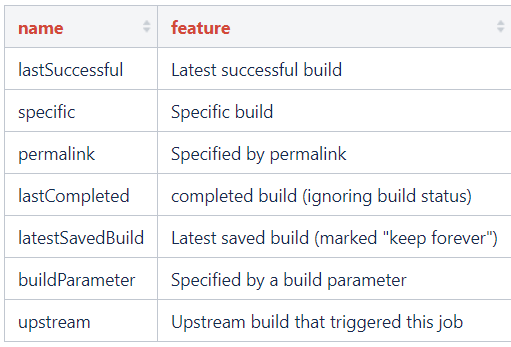 name feature
lastSuccessful Latest successful build
specific Specific build
permalink Specified by permalink
lastCompleted completed build (ignoring build status)
latestSavedBuild Latest saved build (marked "keep forever")
buildParameter Specified by a build parameter
upstream Upstream build that triggered this job